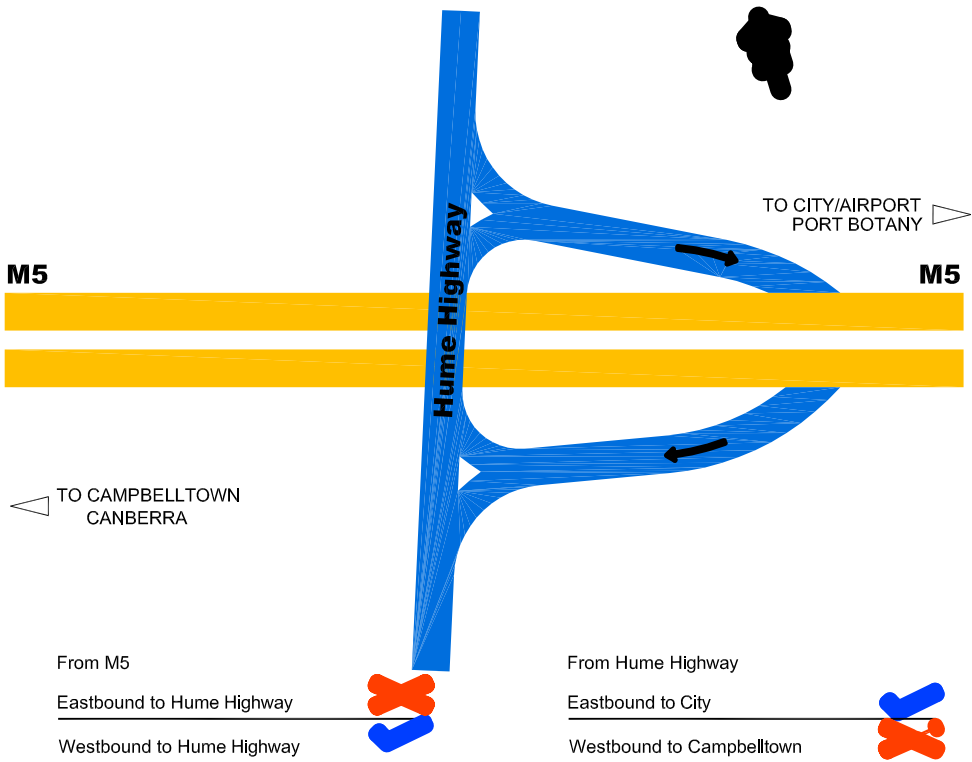 TO CITY/AIRPORT
PORT BOTANY
M5
M5
Hume Highway
TO CAMPBELLTOWN
CANBERRA
From M5
Eastbound to Hume Highway
Westbound to Hume Highway
From Hume Highway
Eastbound to City
Westbound to Campbelltown